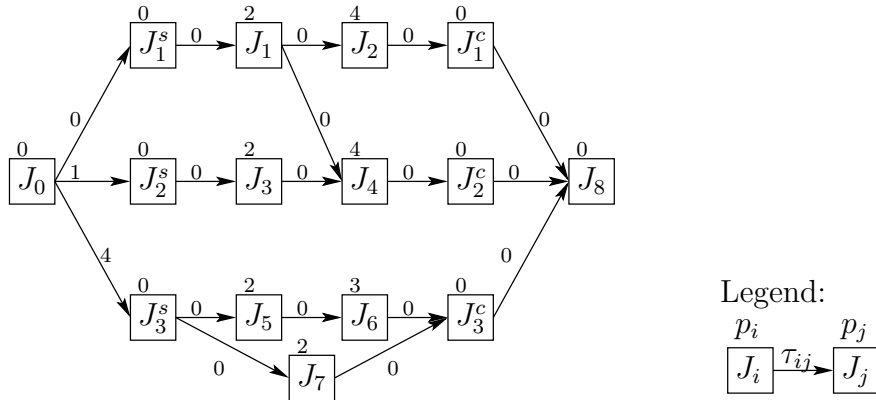 0 2 4 0
J_1^s 0 J_1 0 J_2 0 J_1^c
0 0 0
0 0 2 4 0 0
J_0 1 J_2^s 0 J_3 0 J_4 0 J_2^c 0 J_8
4 0
0 2 3 0
J_3^s 0 J_5 0 J_6 0 J_3^c
0 2 0
J_7
Legend:
p_i p_j
J_i τ_{ij} J_j